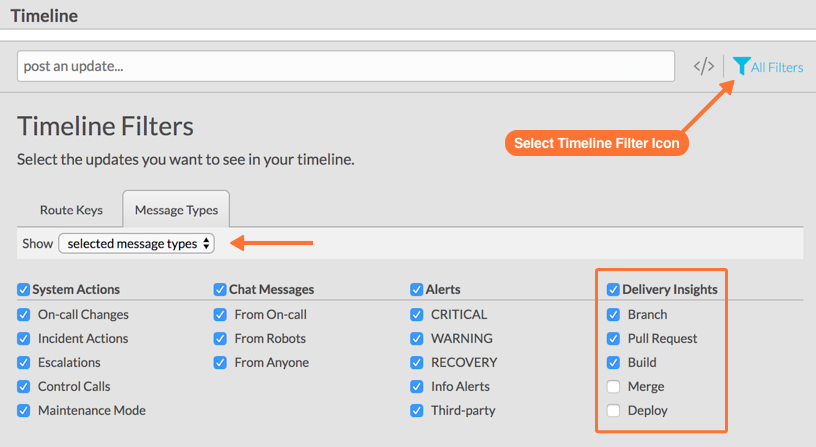 Timeline
post an update...
</> All Filters
Select Timeline Filter Icon
Timeline Filters
Select the updates you want to see in your timeline.
Route Keys Message Types
Show selected message types
System Actions
On-call Changes
Incident Actions
Escalations
Control Calls
Maintenance Mode
Chat Messages
From On-call
From Robots
From Anyone
Alerts
CRITICAL
WARNING
RECOVERY
Info Alerts
Third-party
Delivery Insights
Branch
Pull Request
Build
Merge
Deploy